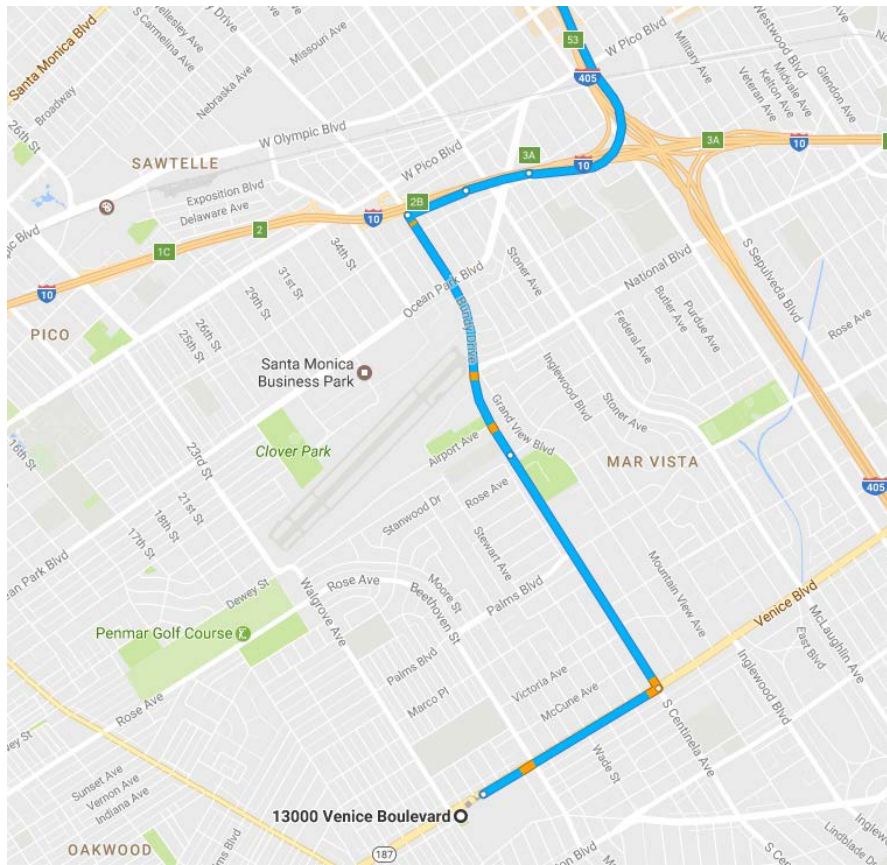 Wellesley Ave
S Carmelina Ave
Santa Monica Blvd
Missouri Ave
53
W Pico Blvd
Military Ave
Westwood Blvd
Midvale Ave
Kelton Ave
Veteran Ave
Glendon Ave
405
Nebraska Ave
Broadway
26th St
W Olympic Blvd
3A
10
SAWTELLE
W Pico Blvd
3A
10
Exposition Blvd
Delaware Ave
2B
10
2
1C
34th St
Stoner Ave
National Blvd
S Sepulveda Blvd
10
31st St
29th St
Ocean Park Blvd
Bundy Drive
Federal Ave
Butler Ave
Purdue Ave
Rose Ave
PICO
26th St
25th St
Santa Monica
Business Park
Inglewood Blvd
Stoner Ave
16th St
23rd St
Clover Park
Grand View Blvd
Airport Ave
MAR VISTA
21st St
18th St
17th St
Stanwood Dr
Rose Ave
405
Stewart Ave
Mountain View Ave
Dewey St
Rose Ave
Walgrove Ave
Moore St
Beethoven St
Palms Blvd
Venice Blvd
McLaughlin Ave
East Blvd
Penmar Golf Course
Palms Blvd
Inglewood Blvd
Rose Ave
Marco Pl
Victoria Ave
McCune Ave
S Centinela Ave
Wade St
Sunset Ave
Vernon Ave
Indiana Ave
13000 Venice Boulevard
OAKWOOD
187